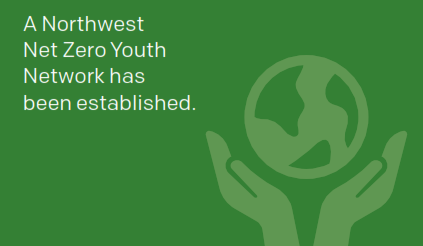 A Northwest
Net Zero Youth
Network has
been established.